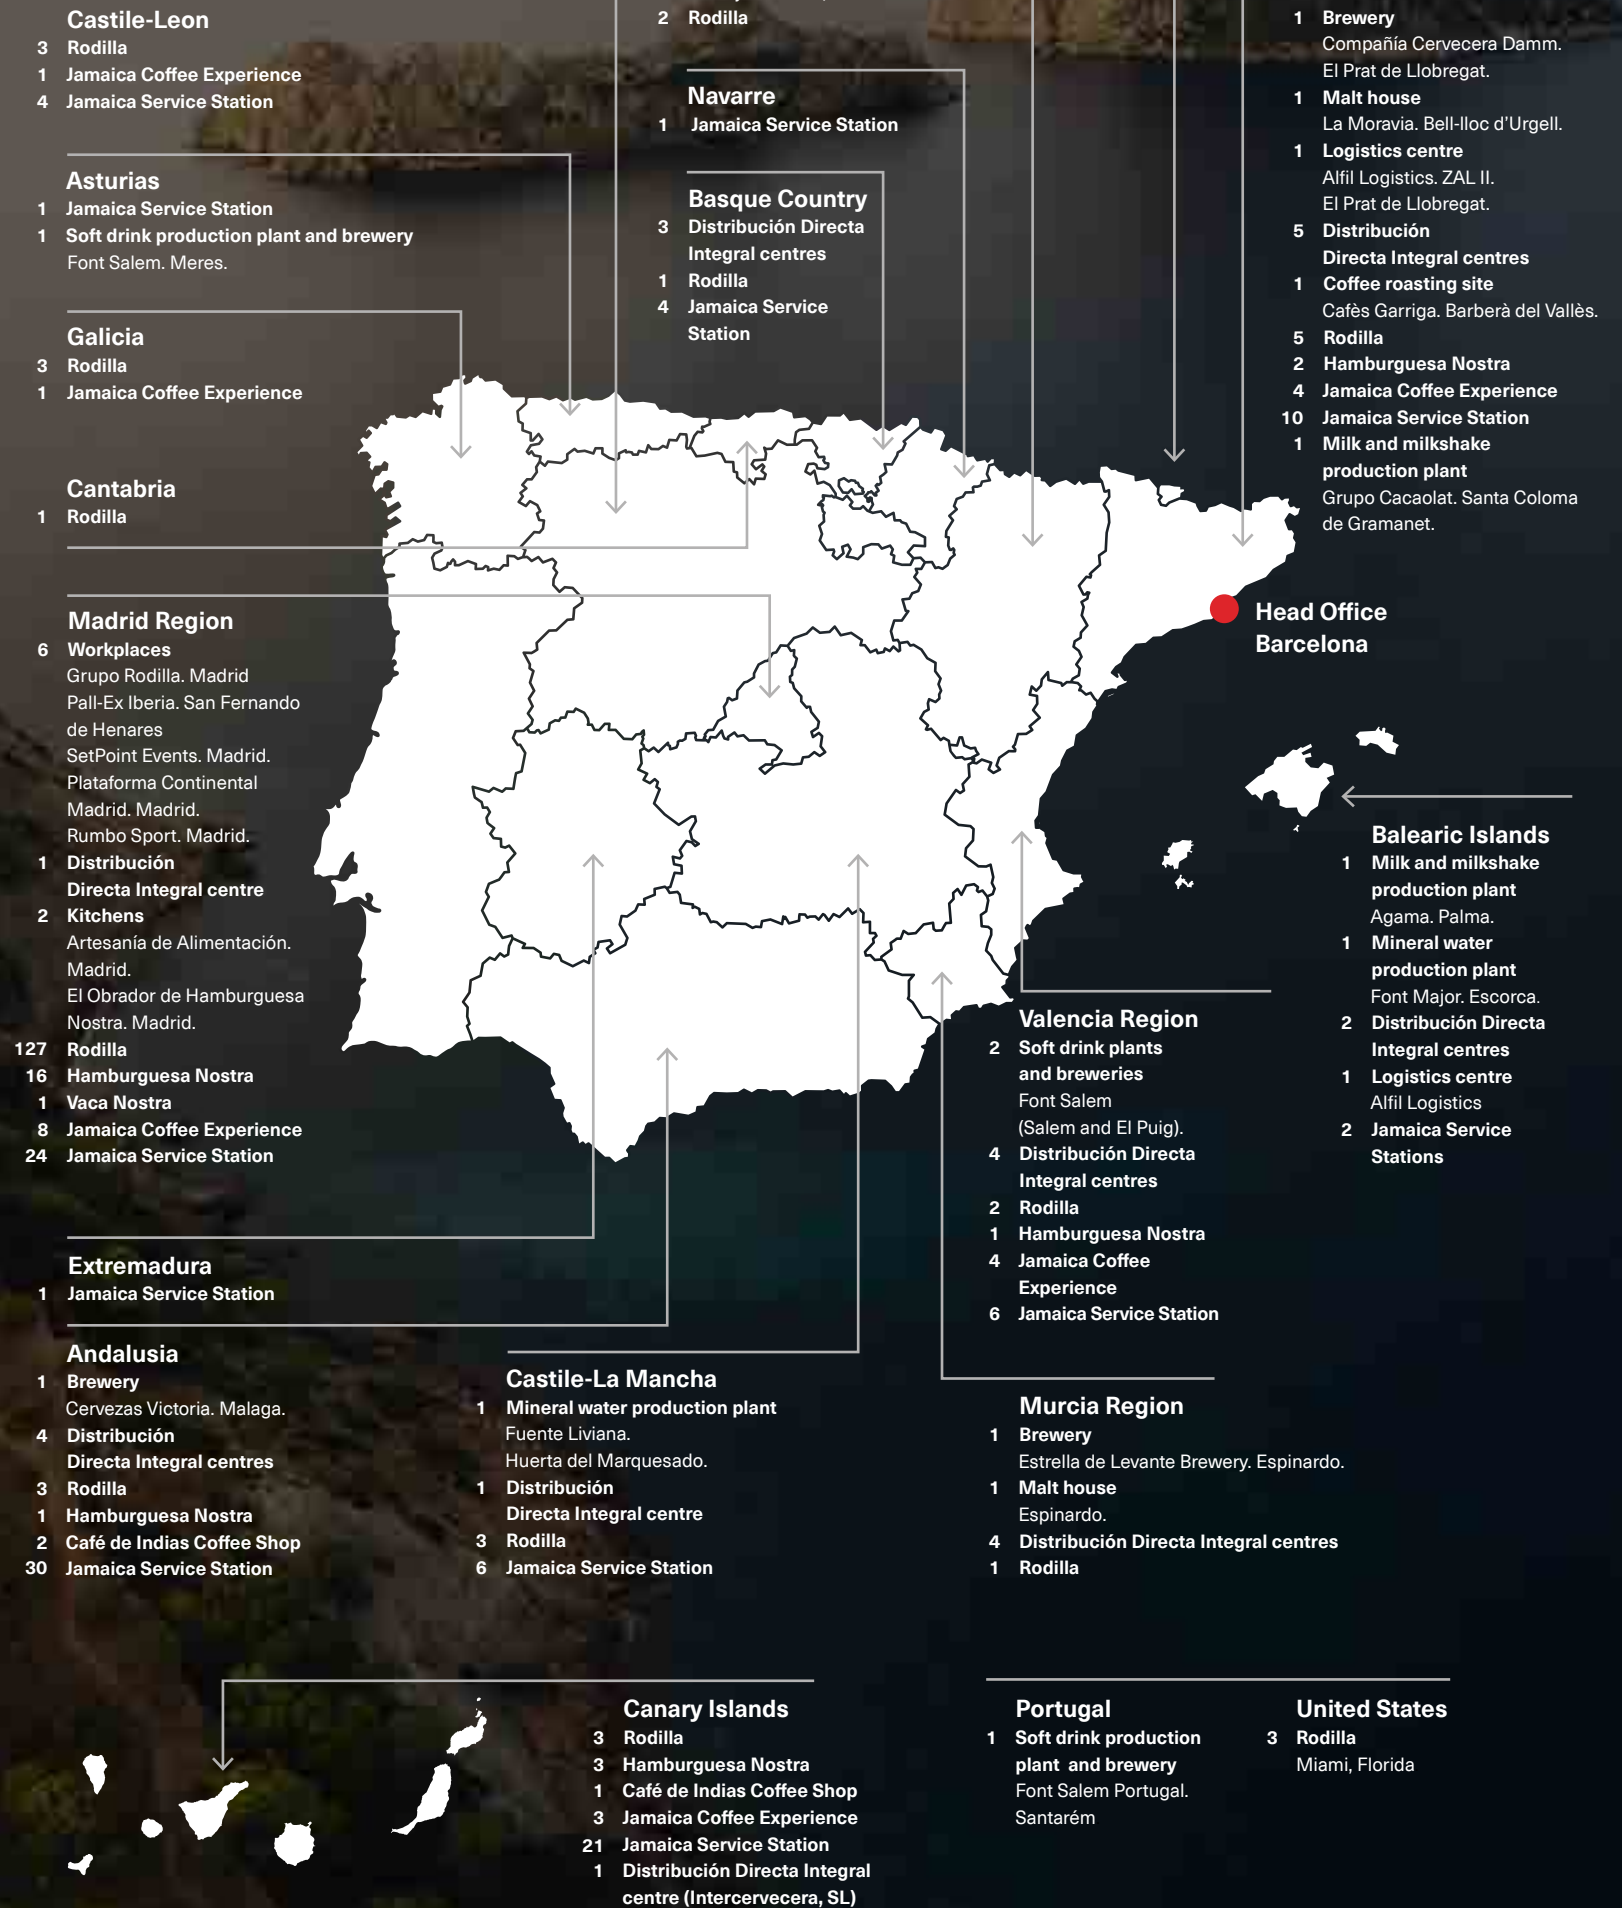 Castile-Leon
3 Rodilla
1 Jamaica Coffee Experience
4 Jamaica Service Station
Asturias
1 Jamaica Service Station
1 Soft drink production plant and brewery
Font Salem. Meres.
Galicia
3 Rodilla
1 Jamaica Coffee Experience
Cantabria
1 Rodilla
Madrid Region
6 Workplaces
Grupo Rodilla. Madrid
Pall-Ex Iberia. San Fernando
de Henares
SetPoint Events. Madrid.
Plataforma Continental
Madrid. Madrid.
Rumbo Sport. Madrid.
1 Distribución
Directa Integral centre
2 Kitchens
Artesanía de Alimentación.
Madrid.
El Obrador de Hamburguesa
Nostra. Madrid.
127 Rodilla
16 Hamburguesa Nostra
1 Vaca Nostra
8 Jamaica Coffee Experience
24 Jamaica Service Station
Extremadura
1 Jamaica Service Station
Andalusia
1 Brewery
Cervezas Victoria. Malaga.
4 Distribución
Directa Integral centres
3 Rodilla
1 Hamburguesa Nostra
2 Café de Indias Coffee Shop
30 Jamaica Service Station
2 Rodilla
Navarre
1 Jamaica Service Station
Basque Country
3 Distribución Directa
Integral centres
1 Rodilla
4 Jamaica Service
Station
1 Brewery
Compañía Cervecera Damm.
El Prat de Llobregat.
1 Malt house
La Moravia. Bell-lloc d'Urgell.
1 Logistics centre
Alfil Logistics. ZAL II.
El Prat de Llobregat.
5 Distribución
Directa Integral centres
1 Coffee roasting site
Cafès Garriga. Barberà del Vallès.
5 Rodilla
2 Hamburguesa Nostra
4 Jamaica Coffee Experience
10 Jamaica Service Station
1 Milk and milkshake
production plant
Grupo Cacaolat. Santa Coloma
de Gramanet.
Head Office
Barcelona
Balearic Islands
1 Milk and milkshake
production plant
Agama. Palma.
1 Mineral water
production plant
Font Major. Escorca.
2 Distribución Directa
Integral centres
1 Logistics centre
Alfil Logistics
2 Jamaica Service
Stations
Valencia Region
2 Soft drink plants
and breweries
Font Salem
(Salem and El Puig).
4 Distribución Directa
Integral centres
2 Rodilla
1 Hamburguesa Nostra
4 Jamaica Coffee
Experience
6 Jamaica Service Station
Castile-La Mancha
1 Mineral water production plant
Fuente Liviana.
Huerta del Marquesado.
1 Distribución
Directa Integral centre
3 Rodilla
6 Jamaica Service Station
Murcia Region
1 Brewery
Estrella de Levante Brewery. Espinardo.
1 Malt house
Espinardo.
4 Distribución Directa Integral centres
1 Rodilla
Canary Islands
3 Rodilla
3 Hamburguesa Nostra
1 Café de Indias Coffee Shop
3 Jamaica Coffee Experience
21 Jamaica Service Station
1 Distribución Directa Integral
centre (Intercervecera, SL)
Portugal
1 Soft drink production
plant and brewery
Font Salem Portugal.
Santarém
United States
3 Rodilla
Miami, Florida